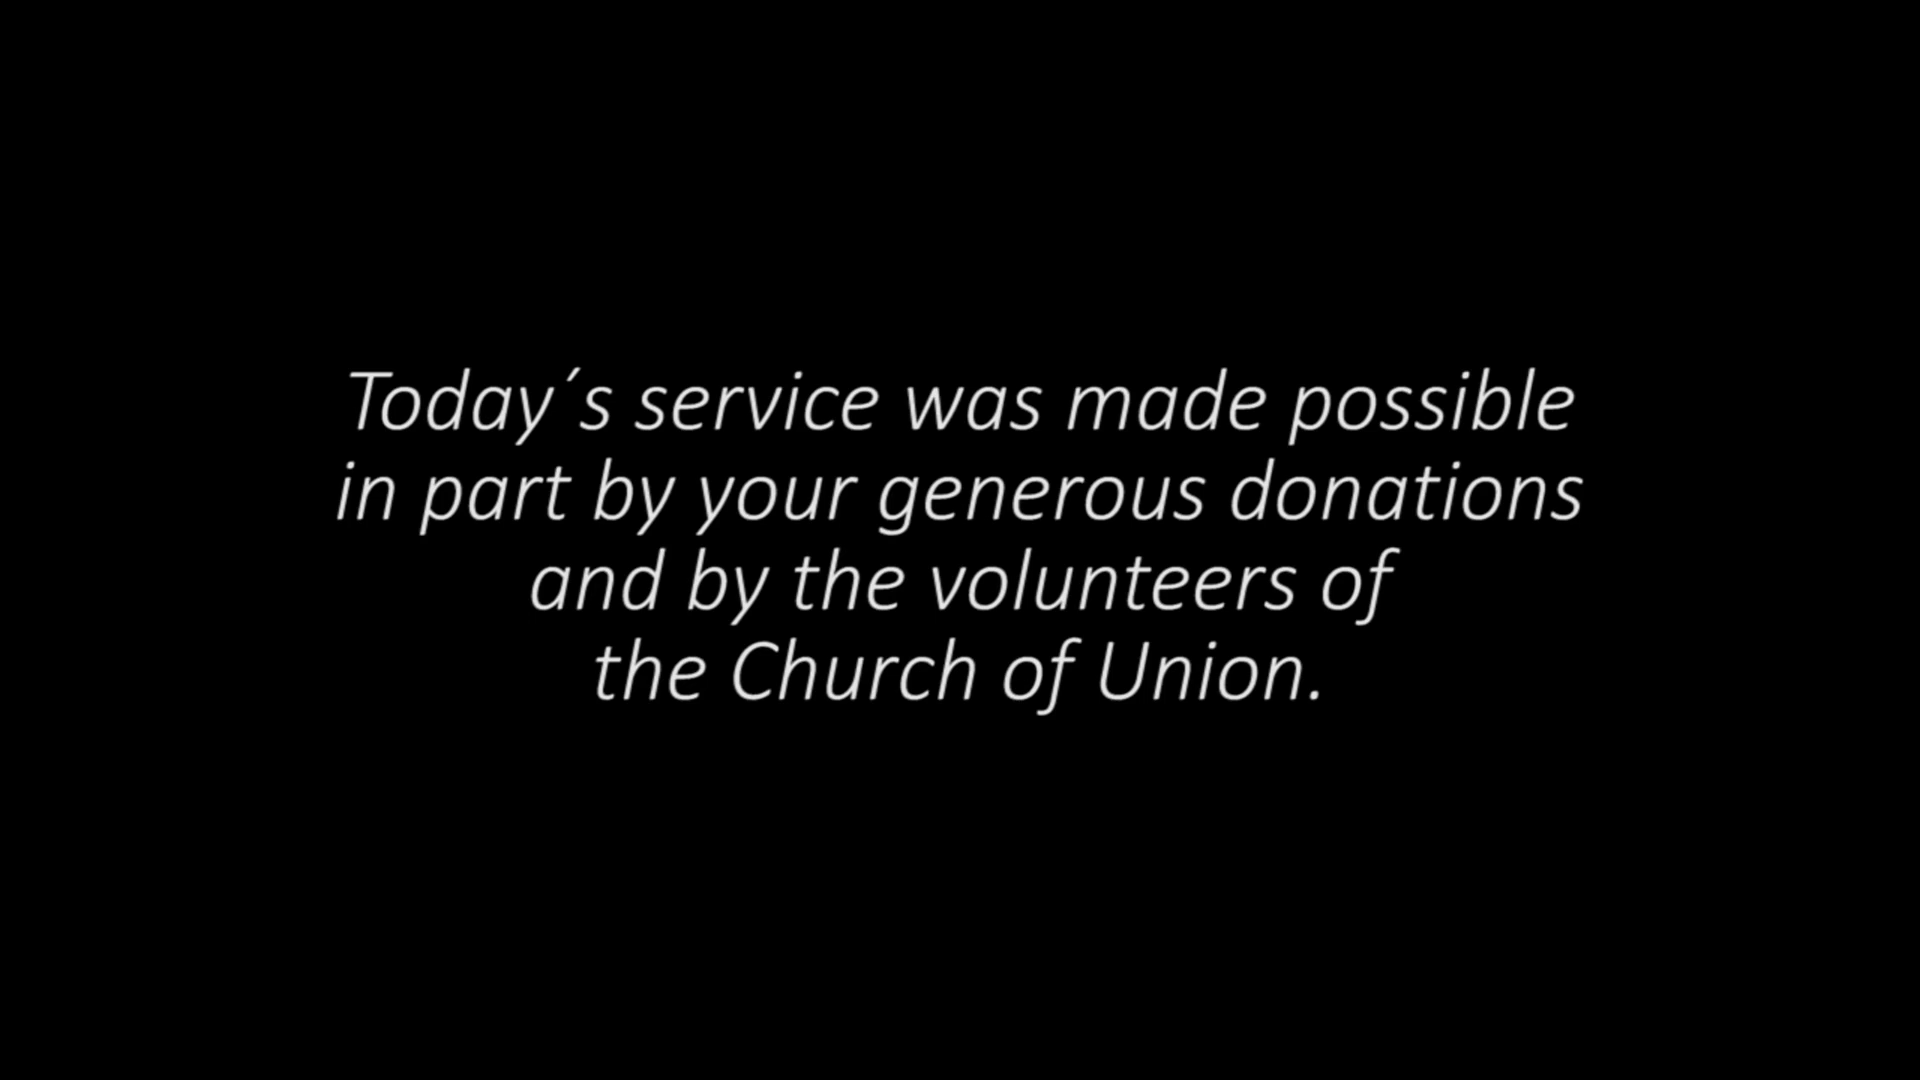 Today´s service was made possible
in part by your generous donations
and by the volunteers of
the Church of Union.